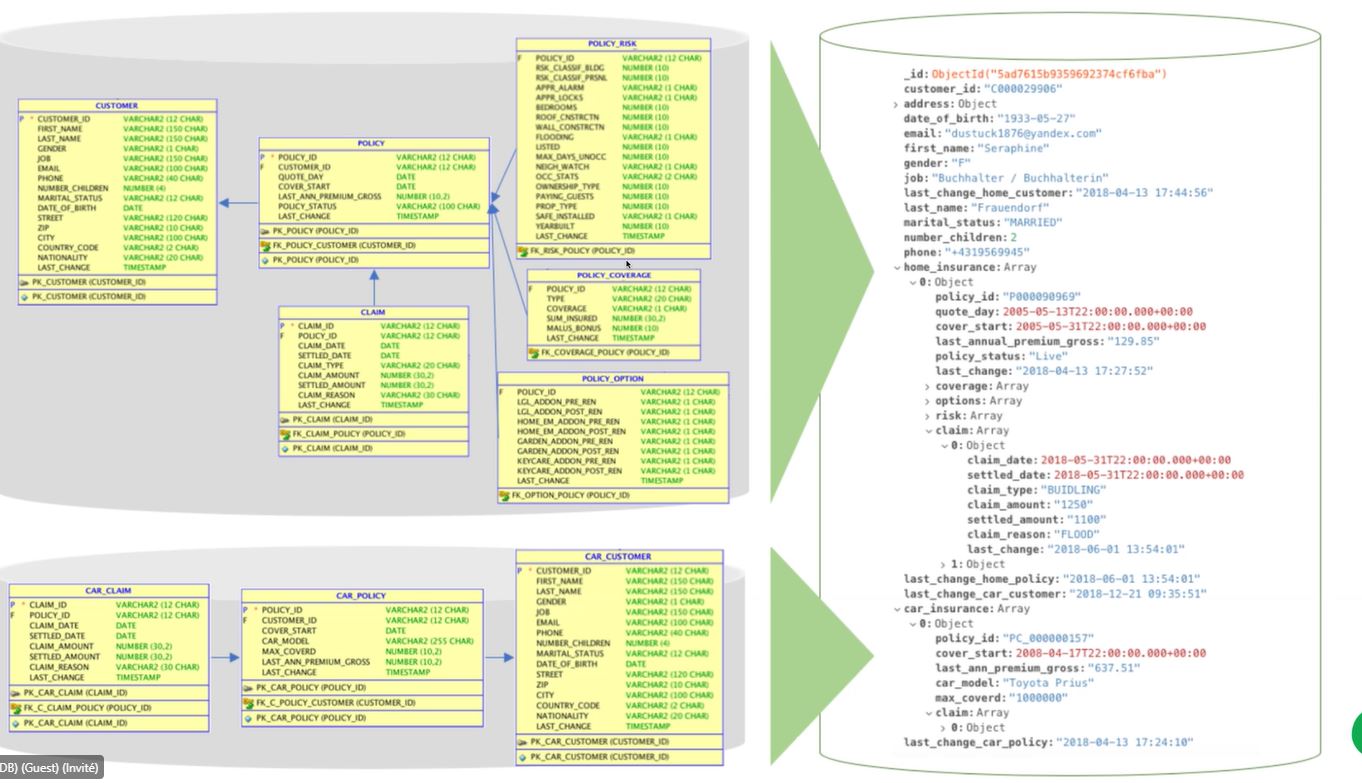 CUSTOMER
P * CUSTOMER_ID VARCHAR2 (12 CHAR)
FIRST_NAME VARCHAR2 (150 CHAR)
LAST_NAME VARCHAR2 (150 CHAR)
GENDER VARCHAR2 (1 CHAR)
JOB VARCHAR2 (150 CHAR)
EMAIL VARCHAR2 (100 CHAR)
PHONE VARCHAR2 (40 CHAR)
NUMBER_CHILDREN NUMBER (4)
MARITAL_STATUS VARCHAR2 (12 CHAR)
DATE_OF_BIRTH DATE
STREET VARCHAR2 (120 CHAR)
ZIP VARCHAR2 (10 CHAR)
CITY VARCHAR2 (100 CHAR)
COUNTRY_CODE VARCHAR2 (2 CHAR)
NATIONALITY VARCHAR2 (20 CHAR)
LAST_CHANGE TIMESTAMP
PK_CUSTOMER (CUSTOMER_ID)
PK_CUSTOMER (CUSTOMER_ID)
POLICY
P * POLICY_ID VARCHAR2 (12 CHAR)
F CUSTOMER_ID VARCHAR2 (12 CHAR)
QUOTE_DAY DATE
COVER_START DATE
LAST_ANN_PREMIUM_GROSS NUMBER (10,2)
POLICY_STATUS VARCHAR2 (100 CHAR)
LAST_CHANGE TIMESTAMP
PK_POLICY (POLICY_ID)
FK_POLICY_CUSTOMER (CUSTOMER_ID)
PK_POLICY (POLICY_ID)
CLAIM
P * CLAIM_ID VARCHAR2 (12 CHAR)
F POLICY_ID VARCHAR2 (12 CHAR)
CLAIM_DATE DATE
SETTLED_DATE DATE
CLAIM_TYPE VARCHAR2 (20 CHAR)
CLAIM_AMOUNT NUMBER (30,2)
SETTLED_AMOUNT NUMBER (30,2)
CLAIM_REASON VARCHAR2 (30 CHAR)
LAST_CHANGE TIMESTAMP
PK_CLAIM (CLAIM_ID)
FK_CLAIM_POLICY (POLICY_ID)
PK_CLAIM (CLAIM_ID)
POLICY_RISK
F POLICY_ID VARCHAR2 (12 CHAR)
RSK_CLASSIF_BLDG NUMBER (10)
RSK_CLASSIF_PRSNL NUMBER (10)
APPR_ALARM VARCHAR2 (1 CHAR)
APPR_LOCKS VARCHAR2 (1 CHAR)
BEDROOMS NUMBER (10)
ROOF_CONSTRCTN NUMBER (10)
WALL_CONSTRCTN NUMBER (10)
FLOODING VARCHAR2 (1 CHAR)
LISTED NUMBER (10)
MAX_DAYS_UNOCC NUMBER (10)
NEIGH_WATCH VARCHAR2 (1 CHAR)
OCC_STATS VARCHAR2 (2 CHAR)
OWNERSHIP_TYPE NUMBER (10)
PAYING_GUESTS NUMBER (10)
PROP_TYPE NUMBER (10)
SAFE_INSTALLED VARCHAR2 (1 CHAR)
YEARBUILT NUMBER (10)
LAST_CHANGE TIMESTAMP
FK_RISK_POLICY (POLICY_ID)
POLICY_COVERAGE
F POLICY_ID VARCHAR2 (12 CHAR)
TYPE VARCHAR2 (20 CHAR)
COVERAGE VARCHAR2 (1 CHAR)
SUM_INSURED NUMBER (30,2)
MALUS_BONUS NUMBER (10)
LAST_CHANGE TIMESTAMP
FK_COVERAGE_POLICY (POLICY_ID)
POLICY_OPTION
F POLICY_ID VARCHAR2 (12 CHAR)
LGL_ADDON_PRE_REN VARCHAR2 (1 CHAR)
LGL_ADDON_POST_REN VARCHAR2 (1 CHAR)
HOME_EM_ADDON_PRE_REN VARCHAR2 (1 CHAR)
HOME_EM_ADDON_POST_REN VARCHAR2 (1 CHAR)
GARDEN_ADDON_PRE_REN VARCHAR2 (1 CHAR)
GARDEN_ADDON_POST_REN VARCHAR2 (1 CHAR)
KEYCARE_ADDON_PRE_REN VARCHAR2 (1 CHAR)
KEYCARE_ADDON_POST_REN VARCHAR2 (1 CHAR)
LAST_CHANGE TIMESTAMP
FK_OPTION_POLICY (POLICY_ID)
CAR_CLAIM
P * CLAIM_ID VARCHAR2 (12 CHAR)
F POLICY_ID VARCHAR2 (12 CHAR)
CLAIM_DATE DATE
SETTLED_DATE DATE
CLAIM_AMOUNT NUMBER (30,2)
SETTLED_AMOUNT NUMBER (30,2)
CLAIM_REASON VARCHAR2 (30 CHAR)
LAST_CHANGE TIMESTAMP
PK_CAR_CLAIM (CLAIM_ID)
FK_C_CLAIM_POLICY (POLICY_ID)
PK_CAR_CLAIM (CLAIM_ID)
CAR_POLICY
P * POLICY_ID VARCHAR2 (12 CHAR)
F CUSTOMER_ID VARCHAR2 (12 CHAR)
COVER_START DATE
CAR_MODEL VARCHAR2 (255 CHAR)
MAX_COVERD NUMBER (10,2)
LAST_ANN_PREMIUM_GROSS NUMBER (10,2)
LAST_CHANGE TIMESTAMP
PK_CAR_POLICY (POLICY_ID)
FK_C_POLICY_CUSTOMER (CUSTOMER_ID)
PK_CAR_POLICY (POLICY_ID)
CAR_CUSTOMER
P * CUSTOMER_ID VARCHAR2 (12 CHAR)
FIRST_NAME VARCHAR2 (150 CHAR)
LAST_NAME VARCHAR2 (150 CHAR)
GENDER VARCHAR2 (1 CHAR)
JOB VARCHAR2 (150 CHAR)
EMAIL VARCHAR2 (100 CHAR)
PHONE VARCHAR2 (40 CHAR)
NUMBER_CHILDREN NUMBER (4)
MARITAL_STATUS VARCHAR2 (12 CHAR)
DATE_OF_BIRTH DATE
STREET VARCHAR2 (120 CHAR)
ZIP VARCHAR2 (10 CHAR)
CITY VARCHAR2 (100 CHAR)
COUNTRY_CODE VARCHAR2 (2 CHAR)
NATIONALITY VARCHAR2 (20 CHAR)
LAST_CHANGE TIMESTAMP
PK_CAR_CUSTOMER (CUSTOMER_ID)
PK_CAR_CUSTOMER (CUSTOMER_ID)
DB) (Guest) (Invité)
_id: ObjectId("5ad7615b9359692374cf6fba")
customer_id: "C000029906"
address: Object
date_of_birth: "1933-05-27"
email: "dustuck1876@yandex.com"
first_name: "Seraphine"
gender: "F"
job: "Buchhalter / Buchhalterin"
last_change_home_customer: "2018-04-13 17:44:56"
last_name: "Frauendorf"
marital_status: "MARRIED"
number_children: 2
phone: "+4319569945"
home_insurance: Array
0: Object
policy_id: "P000090969"
quote_day: 2005-05-13T22:00:00.000+00:00
cover_start: 2005-05-31T22:00:00.000+00:00
last_annual_premium_gross: "129.85"
policy_status: "Live"
last_change: "2018-04-13 17:27:52"
coverage: Array
options: Array
risk: Array
claim: Array
0: Object
claim_date: 2018-05-31T22:00:00.000+00:00
settled_date: 2018-05-31T22:00:00.000+00:00
claim_type: "BUIDLING"
claim_amount: "1250"
settled_amount: "1100"
claim_reason: "FLOOD"
last_change: "2018-06-01 13:54:01"
1: Object
last_change_home_policy: "2018-06-01 13:54:01"
last_change_car_customer: "2018-12-21 09:35:51"
car_insurance: Array
0: Object
policy_id: "PC_000000157"
cover_start: 2008-04-17T22:00:00.000+00:00
last_ann_premium_gross: "637.51"
car_model: "Toyota Prius"
max_coverd: "1000000"
claim: Array
0: Object
last_change_car_policy: "2018-04-13 17:24:10"